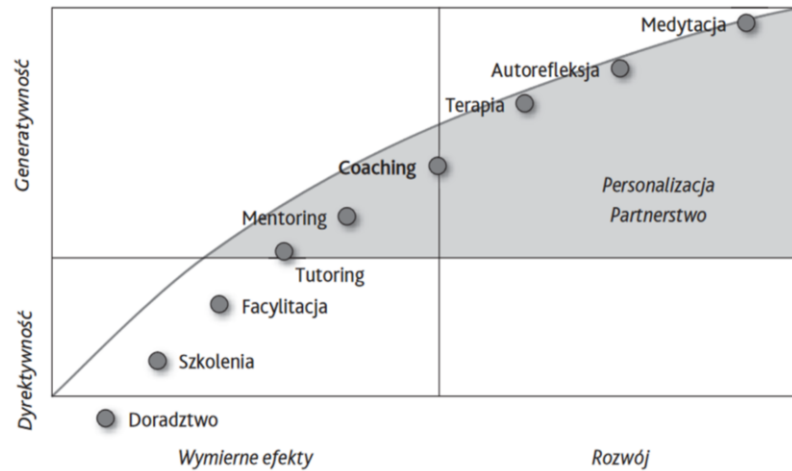 Medytacja
Autorefleksja
Terapia
Generatywność
Coaching
Personalizacja
Partnerstwo
Mentoring
Tutoring
Facylitacja
Dyrektywność
Szkolenia
Doradztwo
Wymierne efekty
Rozwój